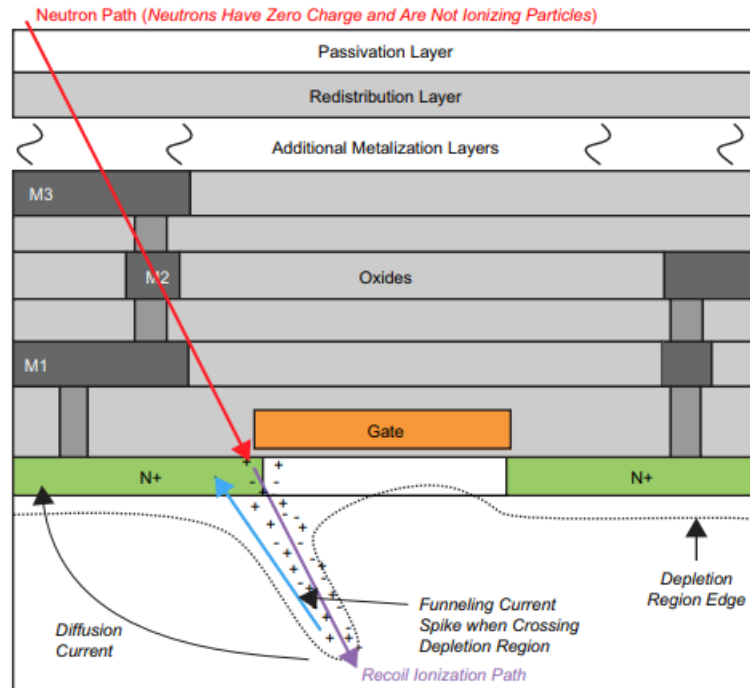 Neutron Path (Neutrons Have Zero Charge and Are Not Ionizing Particles)
Passivation Layer
Redistribution Layer
Additional Metalization Layers
M3
M2
Oxides
M1
Gate
N+
N+
Diffusion
Current
Funneling Current
Spike when Crossing
Depletion Region
Depletion
Region Edge
Recoil Ionization Path